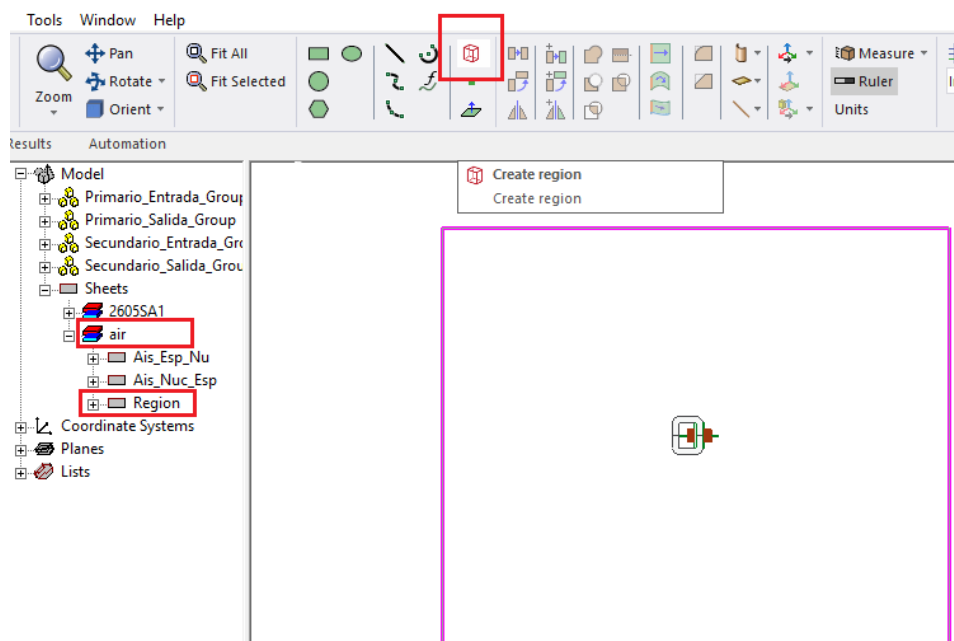 Tools Window Help
Pan Fit All Measure
Zoom Rotate Fit Selected Ruler
Orient Units
Results Automation
Model
Create region
Primario_Entrada_Group
Create region
Primario_Salida_Group
Secundario_Entrada_Gro
Secundario_Salida_Grou
Sheets
2605SA1
air
Ais_Esp_Nu
Ais_Nuc_Esp
Region
Coordinate Systems
Planes
Lists